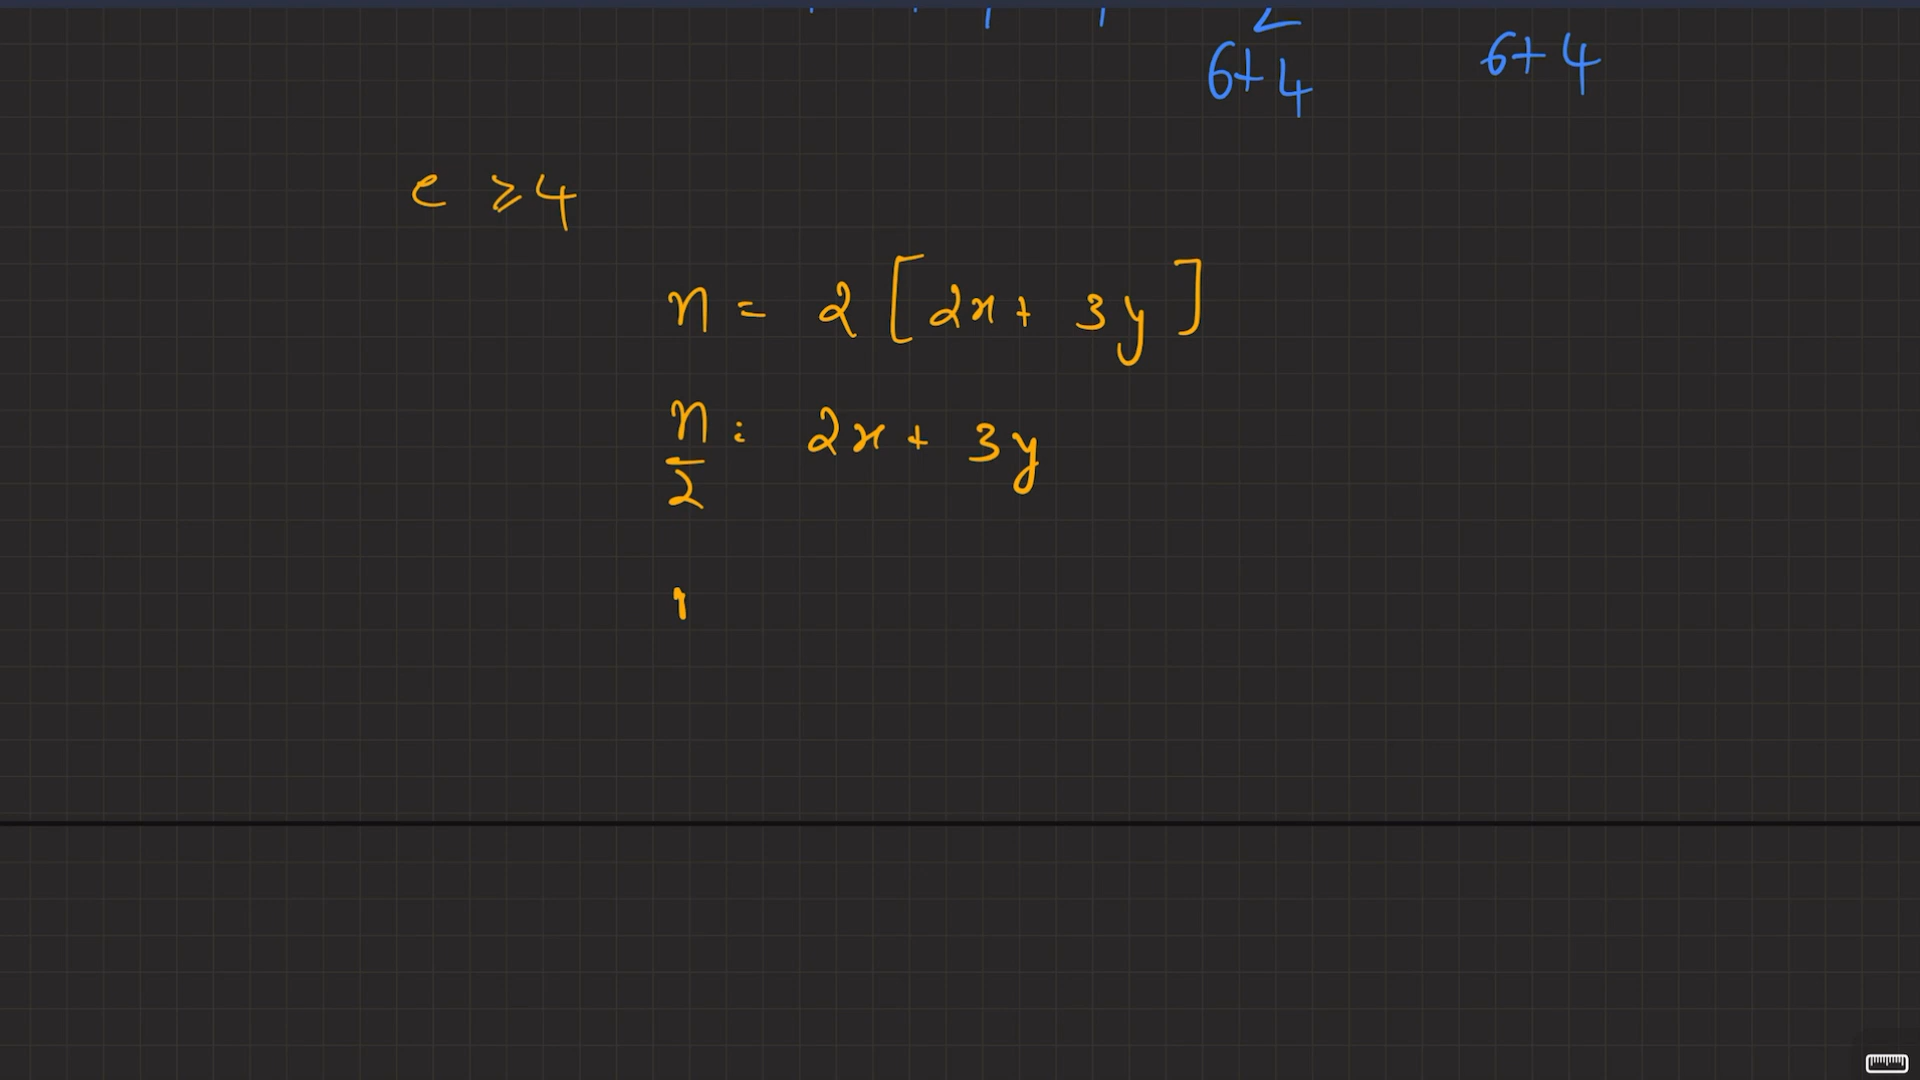 6+4 6+4
e ≥ 4
n = 2 [ 2x + 3y ]
n/2 = 2x + 3y